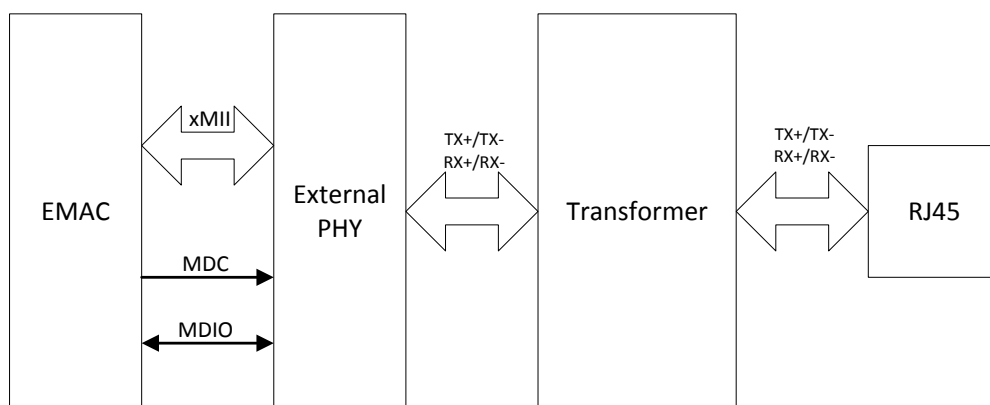 EMAC
xMII
MDC
MDIO
External
PHY
TX+/TX-
RX+/RX-
Transformer
TX+/TX-
RX+/RX-
RJ45